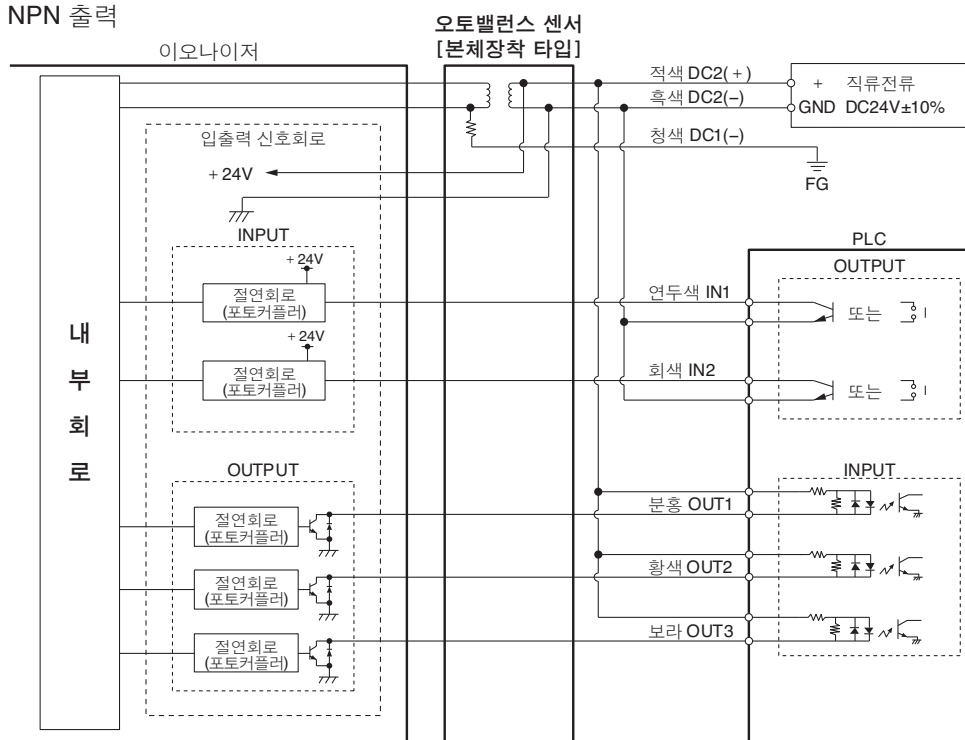 NPN 출력
오토밸런스 센서
[본체장착 타입]
이오나이저
적색 DC2(+)
흑색 DC2(–)
청색 DC1(–)
+ 직류전류
GND DC24V±10%
FG
입출력 신호회로
+24V
INPUT
+24V
절연회로
(포토커플러)
+24V
절연회로
(포토커플러)
내
부
회
로
연두색 IN1
회색 IN2
PLC
OUTPUT
또는
또는
OUTPUT
절연회로
(포토커플러)
절연회로
(포토커플러)
절연회로
(포토커플러)
분홍 OUT1
황색 OUT2
보라 OUT3
INPUT